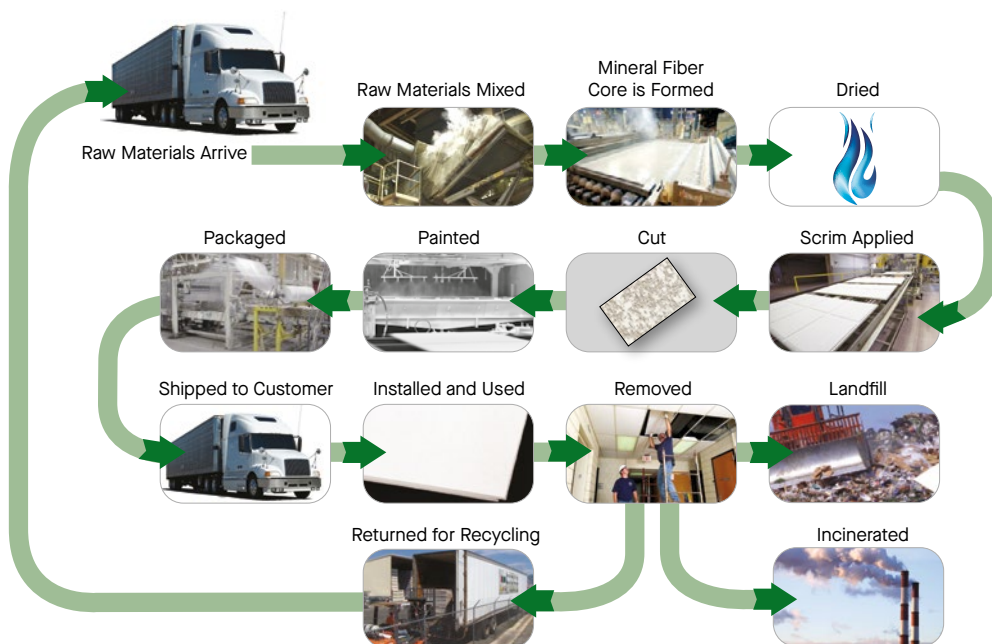 Raw Materials Arrive
Raw Materials Mixed
Mineral Fiber
Core is Formed
Dried
Packaged
Painted
Cut
Scrim Applied
Shipped to Customer
Installed and Used
Removed
Landfill
Returned for Recycling
Incinerated